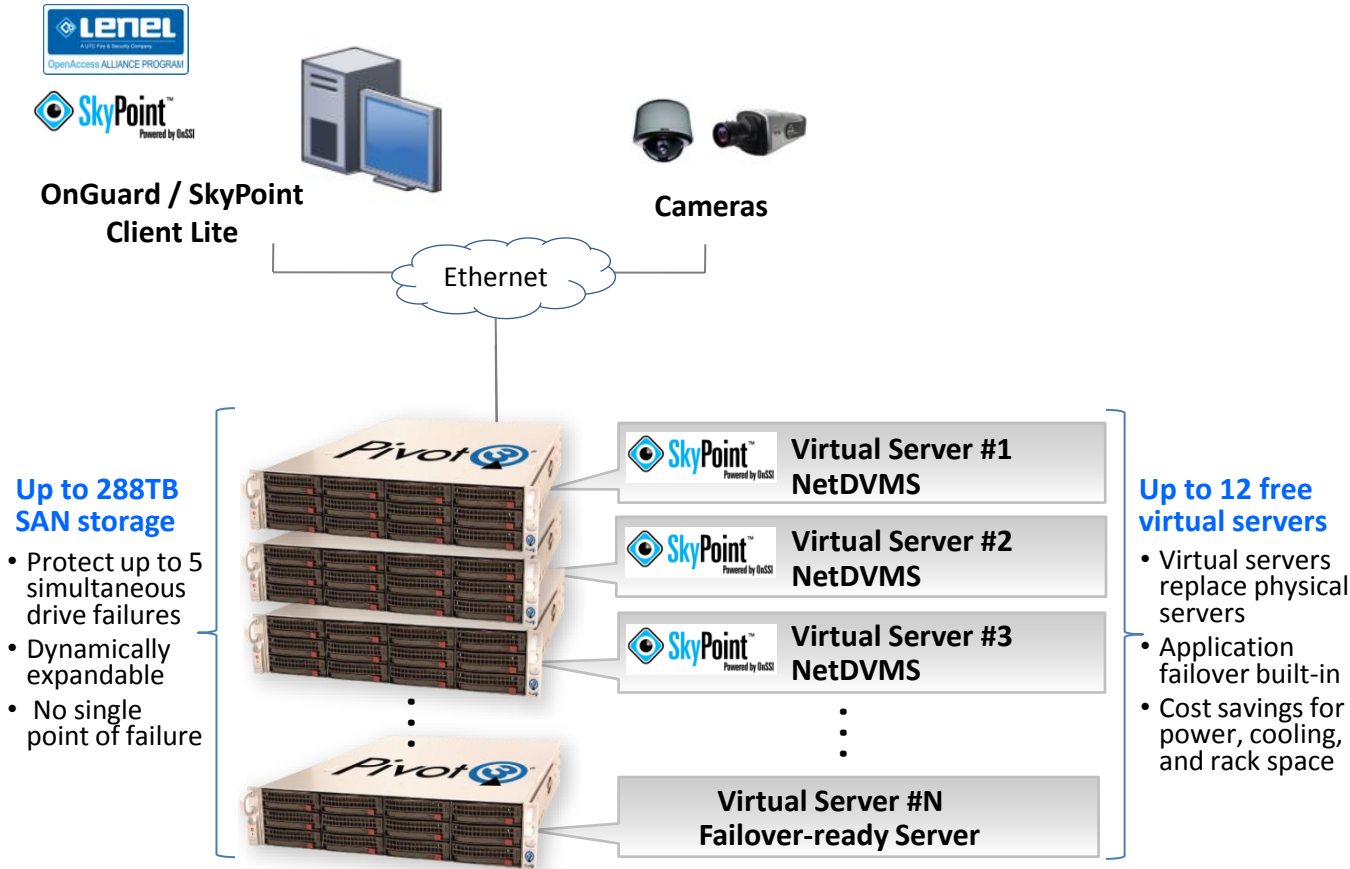 LENEL
A UTC Fire & Security Company
OpenAccess ALLIANCE PROGRAM
SkyPoint™
Powered by OnSSI
OnGuard / SkyPoint
Client Lite
Cameras
Ethernet
Up to 288TB
SAN storage
• Protect up to 5
simultaneous
drive failures
• Dynamically
expandable
• No single
point of failure
Pivot3
SkyPoint™
Powered by OnSSI
Virtual Server #1
NetDVMS
SkyPoint™
Powered by OnSSI
Virtual Server #2
NetDVMS
SkyPoint™
Powered by OnSSI
Virtual Server #3
NetDVMS
Pivot3
Virtual Server #N
Failover-ready Server
Up to 12 free
virtual servers
• Virtual servers
replace physical
servers
• Application
failover built-in
• Cost savings for
power, cooling,
and rack space